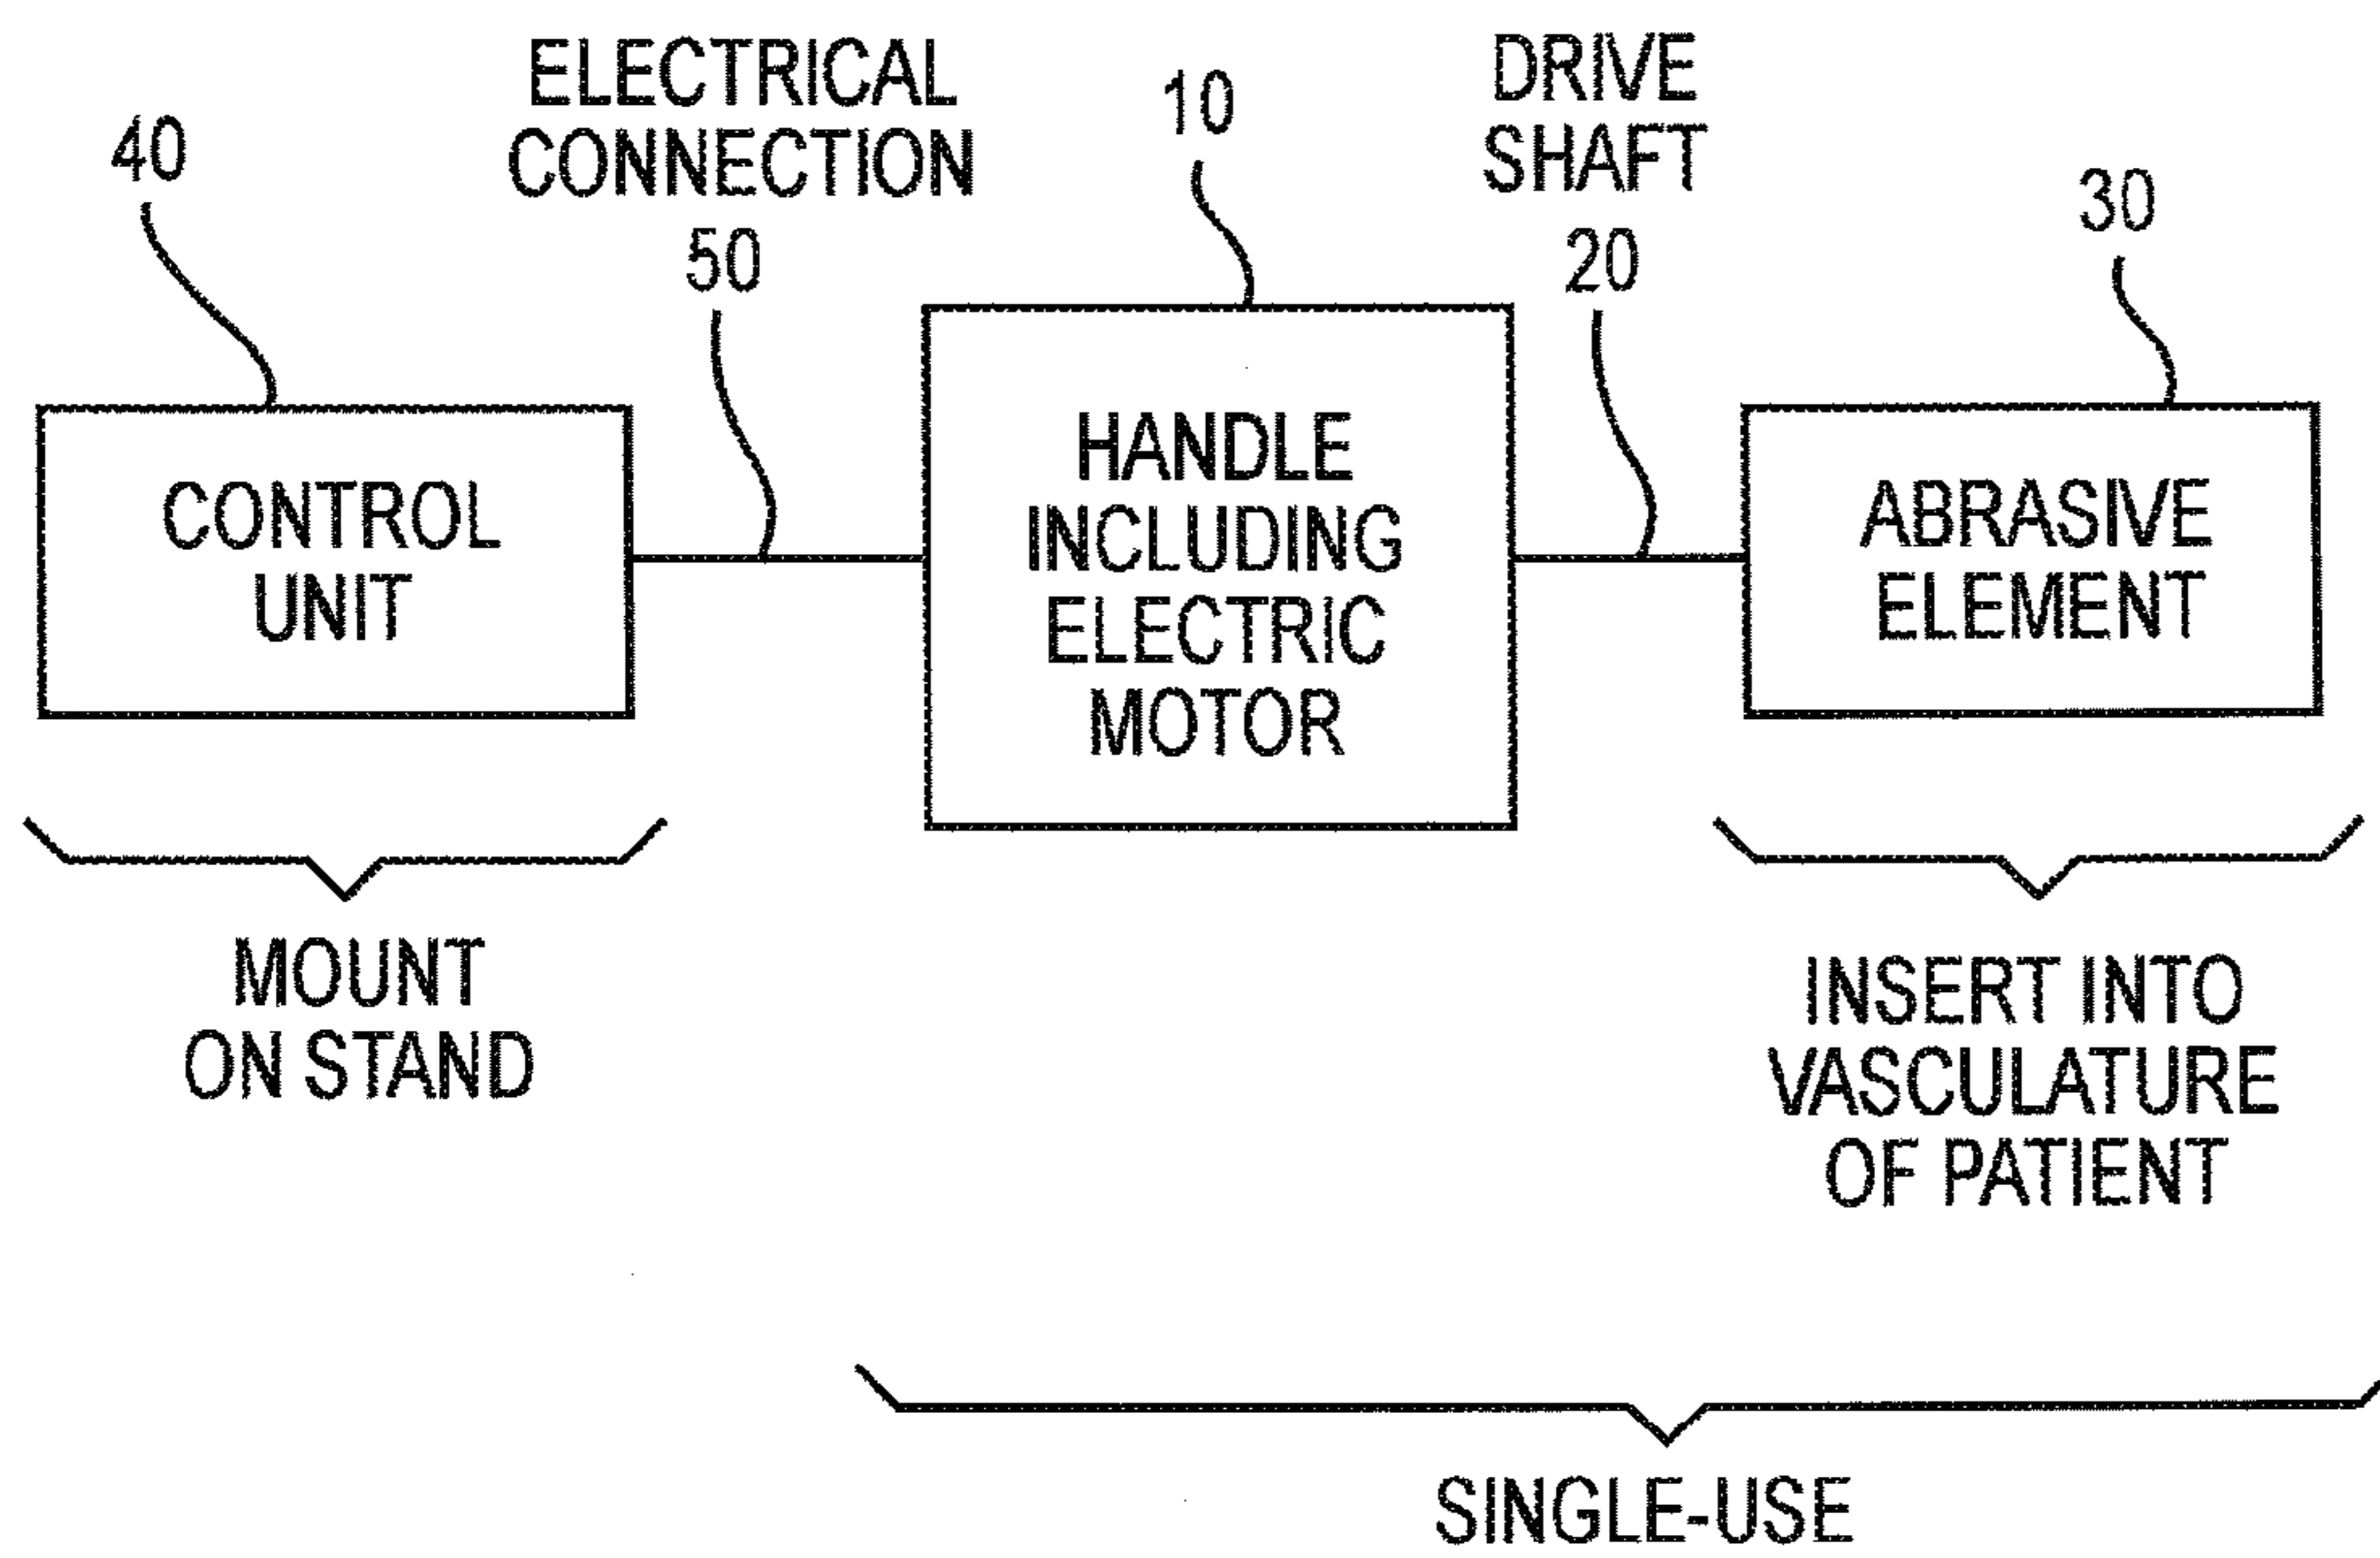 40
ELECTRICAL
CONNECTION
50
10
DRIVE
SHAFT
20
30
CONTROL
UNIT
HANDLE
INCLUDING
ELECTRIC
MOTOR
ABRASIVE
ELEMENT
MOUNT
ON STAND
INSERT INTO
VASCULATURE
OF PATIENT
SINGLE-USE